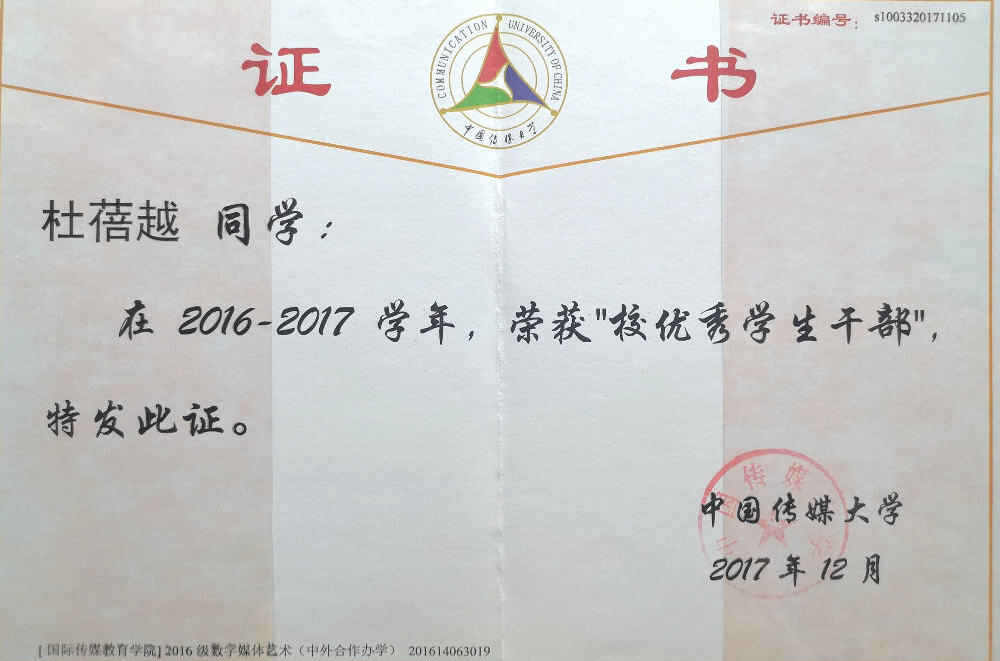 证书编号: s1003320171105
证 书
COMMUNICATION UNIVERSITY OF CHINA
中国传媒大学
杜蓓越 同学:
在 2016-2017 学年, 荣获"校优秀学生干部",
特发此证。
中国传媒大学
2017 年 12 月
[ 国际传媒教育学院] 2016 级数字媒体艺术（中外合作办学） 201614063019